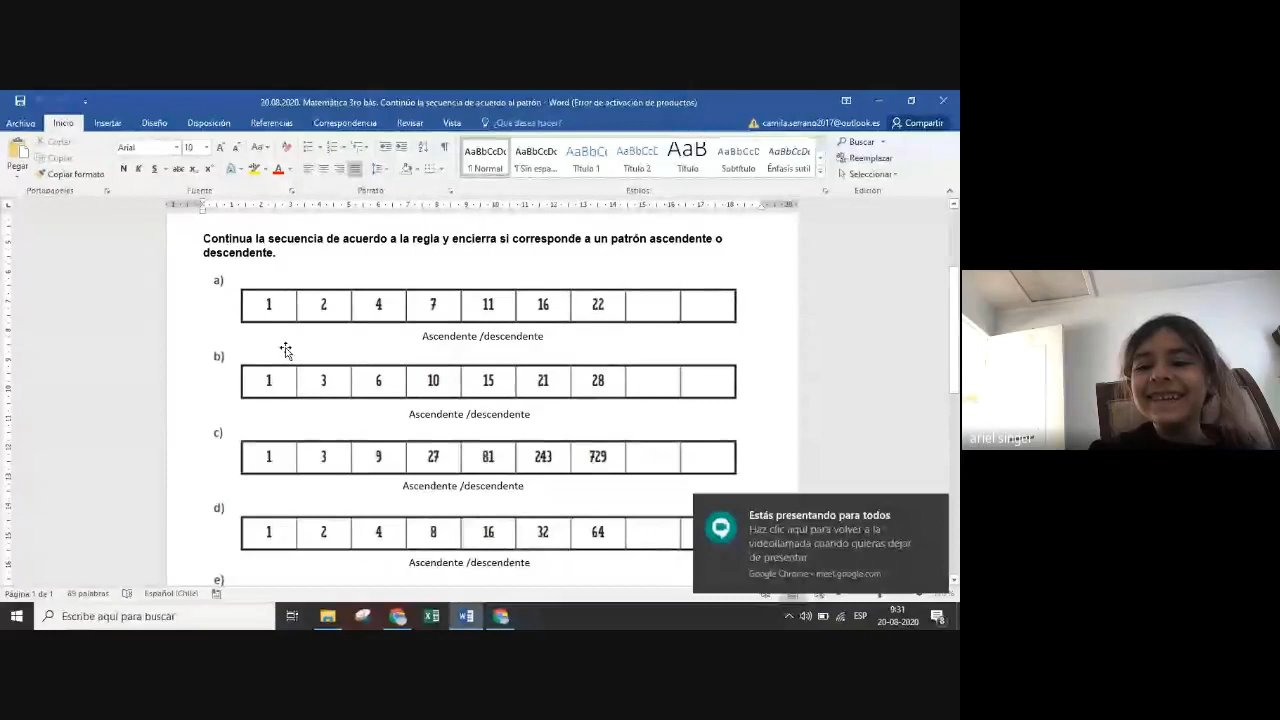 20.08.2020. Matemática 3ro bás. Continúo la secuencia de acuerdo al patrón - Word (Error de activación de productos)
Archivo Inicio Insertar Diseño Disposición Referencias Correspondencia Revisar Vista ¿Qué desea hacer? camila.serrano2017@outlook.es Compartir
Pegar
Cortar
Copiar
Copiar formato
Portapapeles
Arial 10
N K S abc x₂ x²
Fuente
Párrafo
AaBbCcDc AaBbCcDc AaBbC( AaBbCcC AaB AaBbCcD AaBbCcDc
¶ Normal ¶ Sin espa... Título 1 Título 2 Título Subtítulo Énfasis sutil
Estilos
Buscar
Reemplazar
Seleccionar
Edición
Continua la secuencia de acuerdo a la regla y encierra si corresponde a un patrón ascendente o
descendente.
a)
1 2 4 7 11 16 22
Ascendente /descendente
b)
1 3 6 10 15 21 28
Ascendente /descendente
c)
1 3 9 27 81 243 729
Ascendente /descendente
d)
1 2 4 8 16 32 64
Ascendente /descendente
e)
Estás presentando para todos
Haz clic aquí para volver a la
videollamada cuando quieras dejar
de presentar
Google Chrome • meet.google.com
Página 1 de 1 69 palabras Español (Chile)
Escribe aquí para buscar
ESP
9:31
20-08-2020
ariel singer